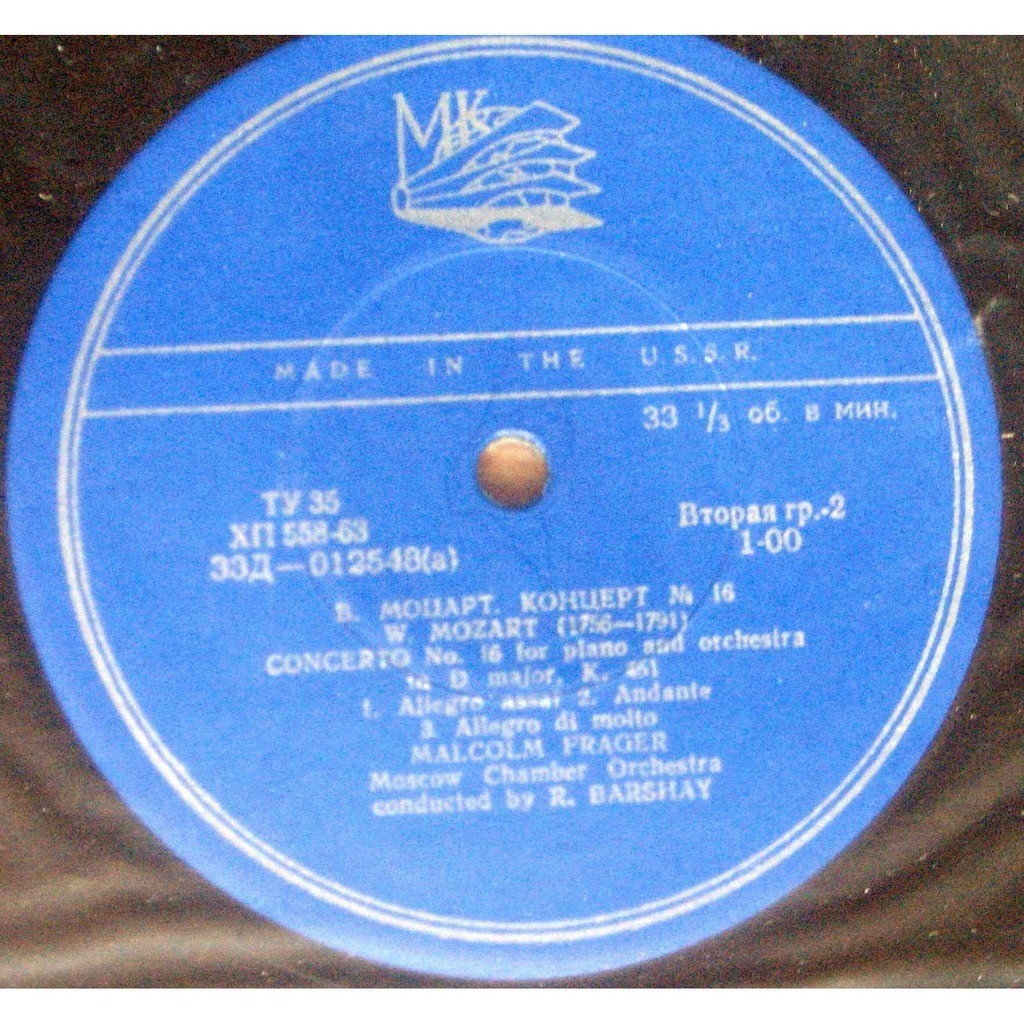 МК
MADE IN THE U.S.S.R.
33 1/3 об. в мин.
ТУ 35
ХП 558-63
33Д—012548(а)
Вторая гр.-2
1-00
В. МОЦАРТ. КОНЦЕРТ № 16
W. MOZART (1756—1791)
CONCERTO No. 16 for piano and orchestra
in D major, K. 461
1. Allegro assai 2. Andante
3. Allegro di molto
MALCOLM FRAGER
Moscow Chamber Orchestra
conducted by R. BARSHAY